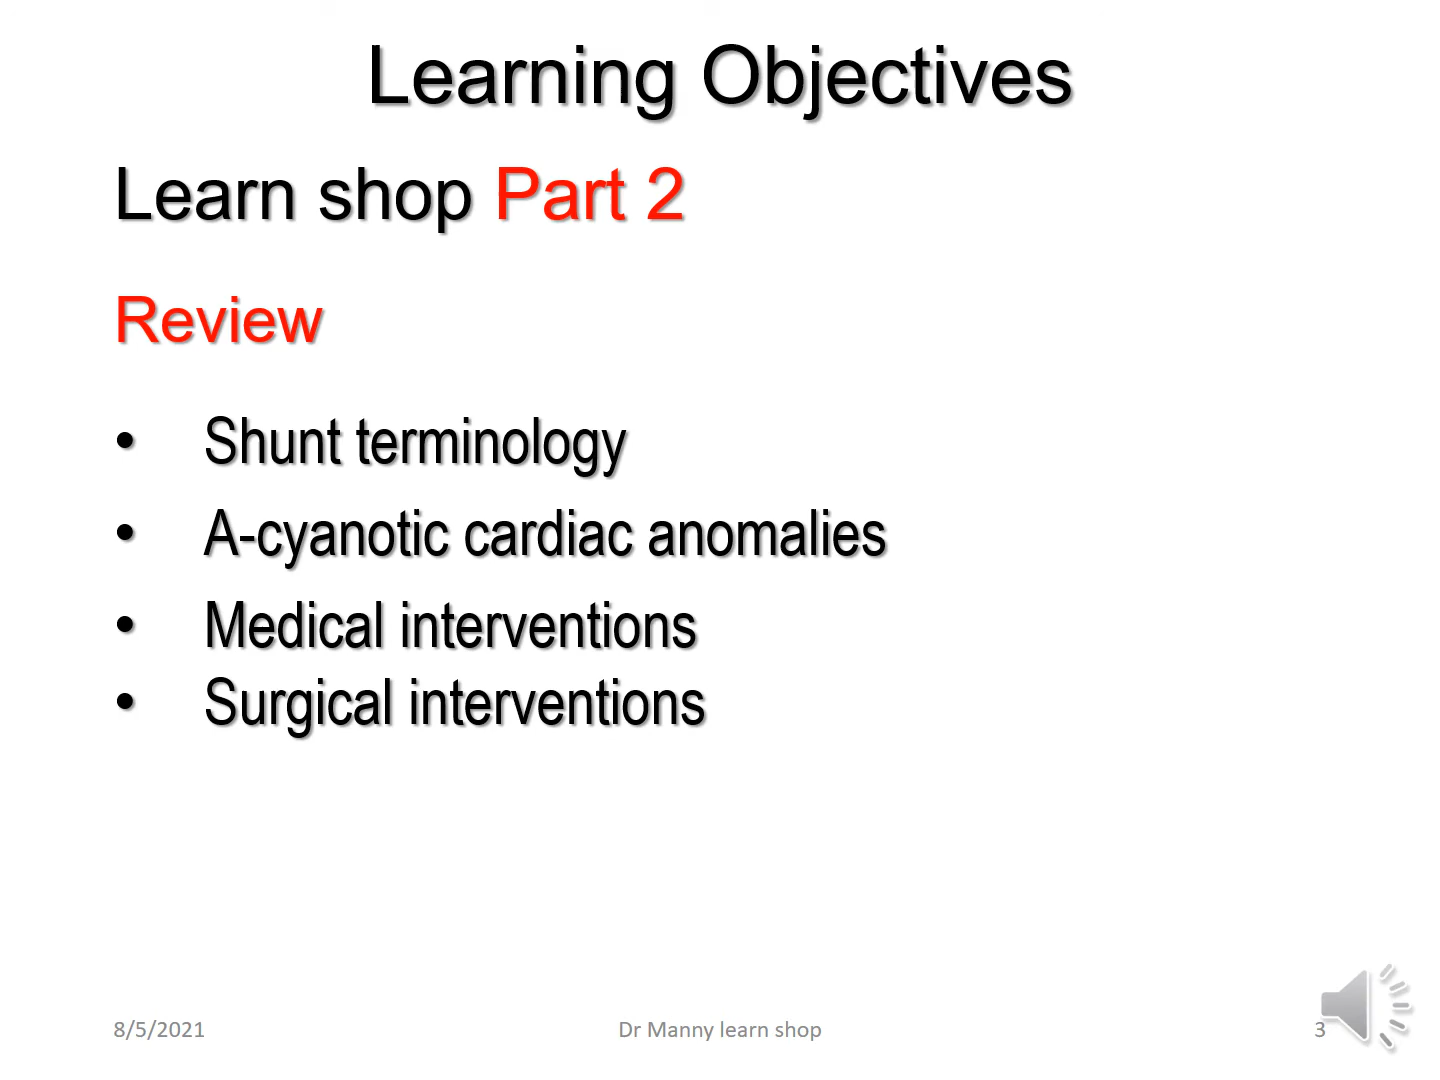 Learning Objectives
Learn shop Part 2
Review
• Shunt terminology
• A-cyanotic cardiac anomalies
• Medical interventions
• Surgical interventions
8/5/2021
Dr Manny learn shop
3